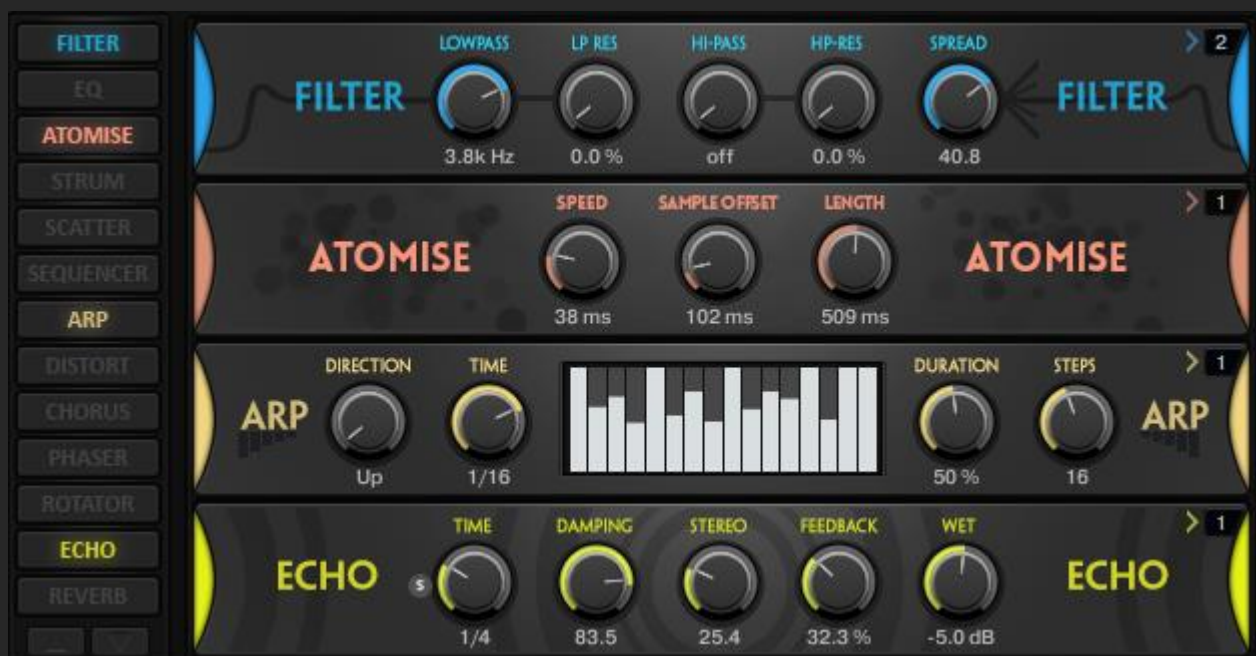 FILTER
EQ
ATOMISE
STRUM
SCATTER
SEQUENCER
ARP
DISTORT
CHORUS
PHASER
ROTATOR
ECHO
REVERB
LOWPASS LP RES HI-PASS HP-RES SPREAD > 2
FILTER FILTER
3.8k Hz 0.0 % off 0.0 % 40.8
SPEED SAMPLE OFFSET LENGTH > 1
ATOMISE ATOMISE
38 ms 102 ms 509 ms
DIRECTION TIME DURATION STEPS > 1
ARP ARP
Up 1/16 50 % 16
TIME DAMPING STEREO FEEDBACK WET > 1
ECHO S ECHO
1/4 83.5 25.4 32.3 % -5.0 dB